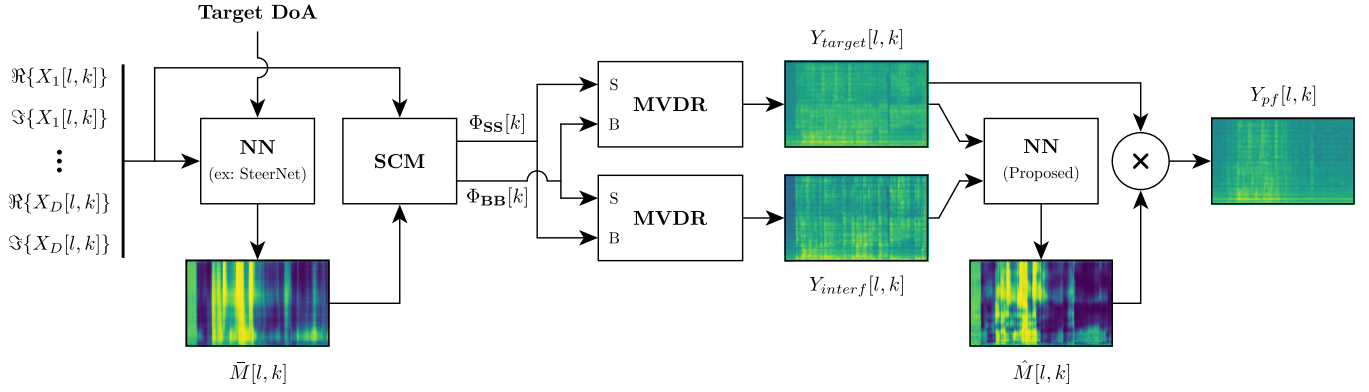 Target DoA
ℜ{X_1[l, k]}
ℑ{X_1[l, k]}
⋮
ℜ{X_D[l, k]}
ℑ{X_D[l, k]}
NN
(ex: SteerNet)
M̄[l, k]
SCM
Φ_SS[k]
Φ_BB[k]
S
B
MVDR
S
B
MVDR
Y_target[l, k]
Y_interf[l, k]
NN
(Proposed)
M̂[l, k]
×
Y_pf[l, k]